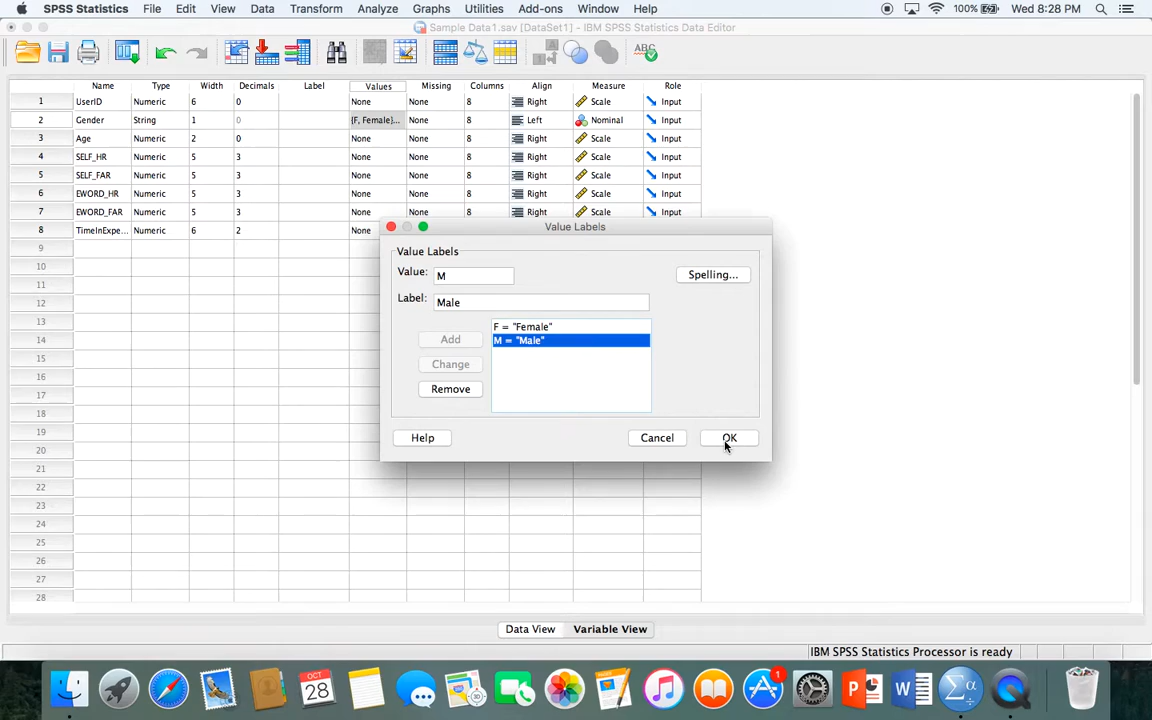 SPSS Statistics File Edit View Data Transform Analyze Graphs Utilities Add-ons Window Help 100% Wed 8:28 PM
Sample Data1.sav [DataSet1] - IBM SPSS Statistics Data Editor
Name Type Width Decimals Label Values Missing Columns Align Measure Role
1 UserID Numeric 6 0 None None 8 Right Scale Input
2 Gender String 1 0 {F, Female}... None 8 Left Nominal Input
3 Age Numeric 2 0 None None 8 Right Scale Input
4 SELF_HR Numeric 5 3 None None 8 Right Scale Input
5 SELF_FAR Numeric 5 3 None None 8 Right Scale Input
6 EWORD_HR Numeric 5 3 None None 8 Right Scale Input
7 EWORD_FAR Numeric 5 3 None None 8 Right Scale Input
8 TimeInExpe... Numeric 6 2 None
9
10
11
12
13
14
15
16
17
18
19
20
21
22
23
24
25
26
27
28
Value Labels
Value Labels
Value: M
Spelling...
Label: Male
F = "Female"
M = "Male"
Add
Change
Remove
Help Cancel OK
Data View Variable View
IBM SPSS Statistics Processor is ready
OCT
28
1